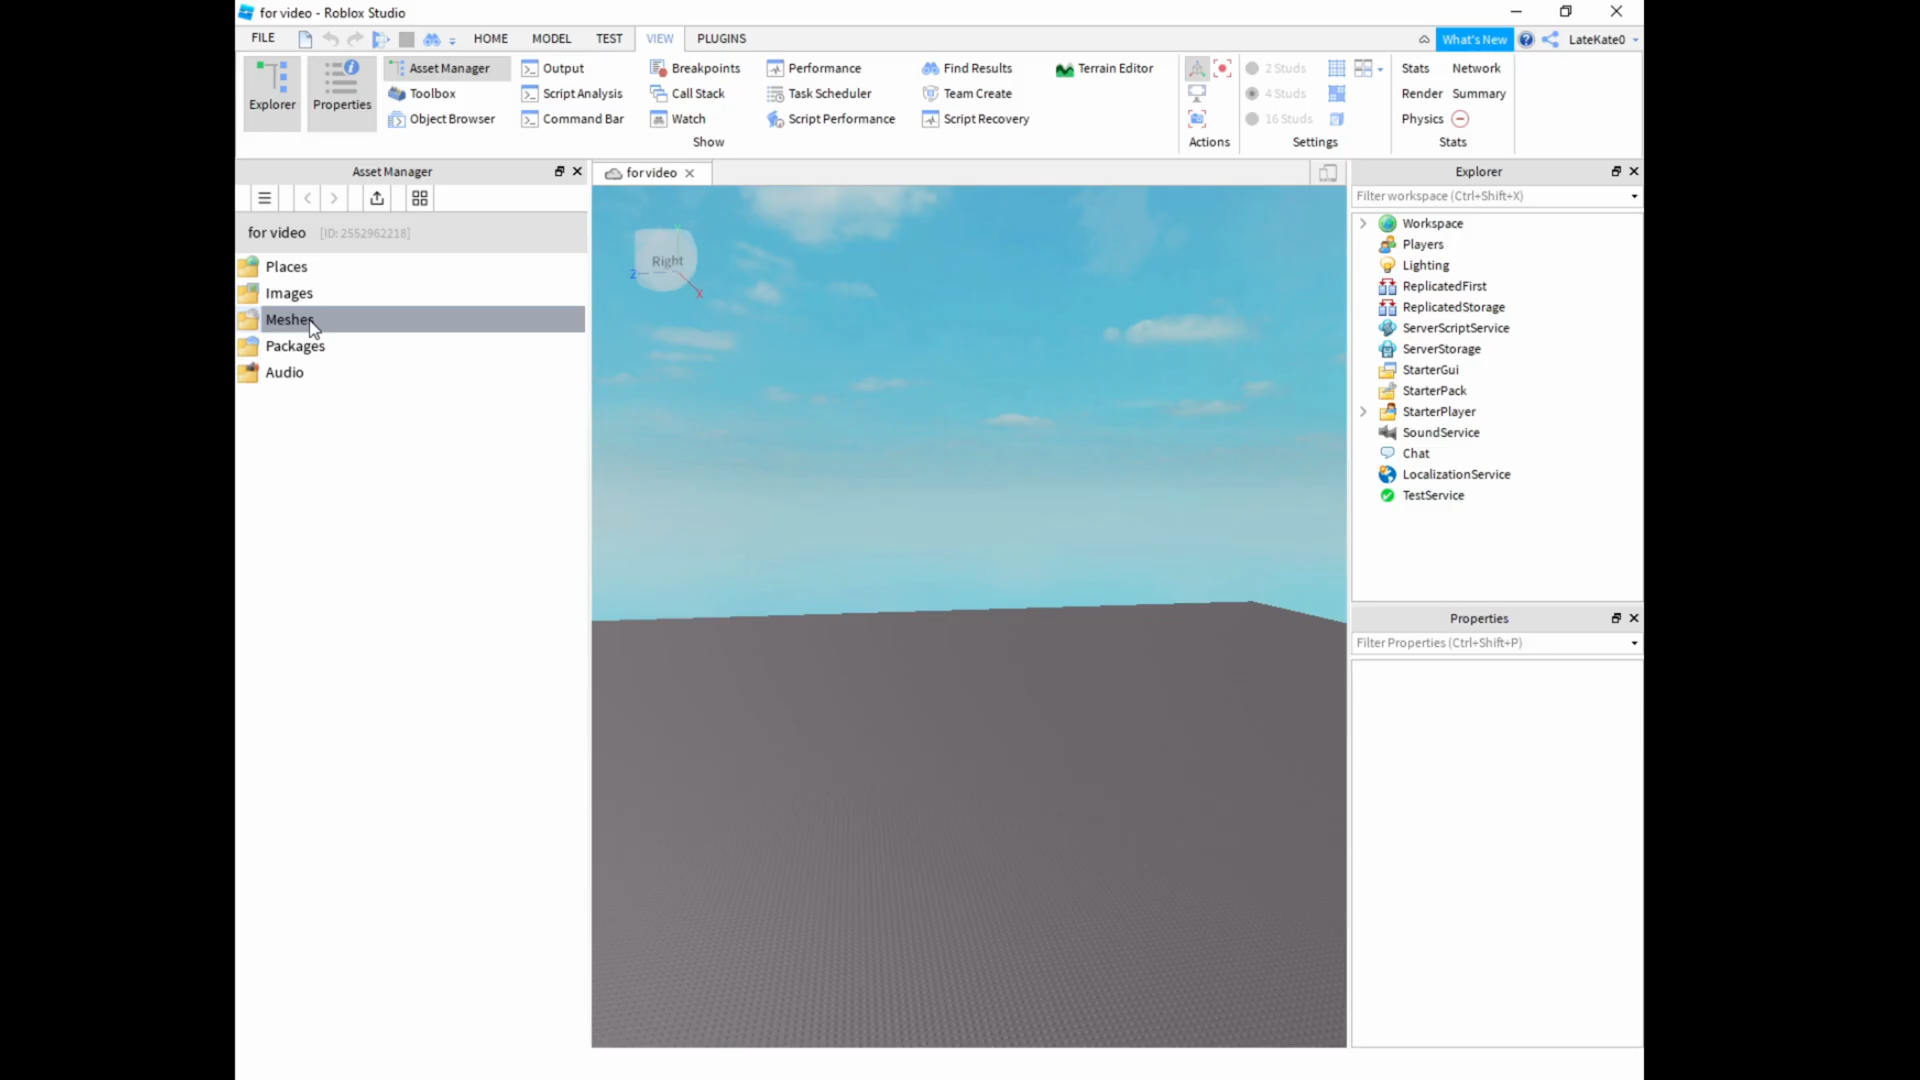 for video - Roblox Studio
FILE HOME MODEL TEST VIEW PLUGINS What's New LateKate0
Explorer
Properties
Asset Manager
Toolbox
Object Browser
Output
Script Analysis
Command Bar
Breakpoints
Call Stack
Watch
Performance
Task Scheduler
Script Performance
Find Results
Team Create
Script Recovery
Terrain Editor
Show
Actions
2 Studs
4 Studs
16 Studs
Settings
Stats Network
Render Summary
Physics
Stats
Asset Manager
for video [ID: 2552962218]
Places
Images
Meshes
Packages
Audio
for video
Right
Y
Z
X
Explorer
Filter workspace (Ctrl+Shift+X)
Workspace
Players
Lighting
ReplicatedFirst
ReplicatedStorage
ServerScriptService
ServerStorage
StarterGui
StarterPack
StarterPlayer
SoundService
Chat
LocalizationService
TestService
Properties
Filter Properties (Ctrl+Shift+P)